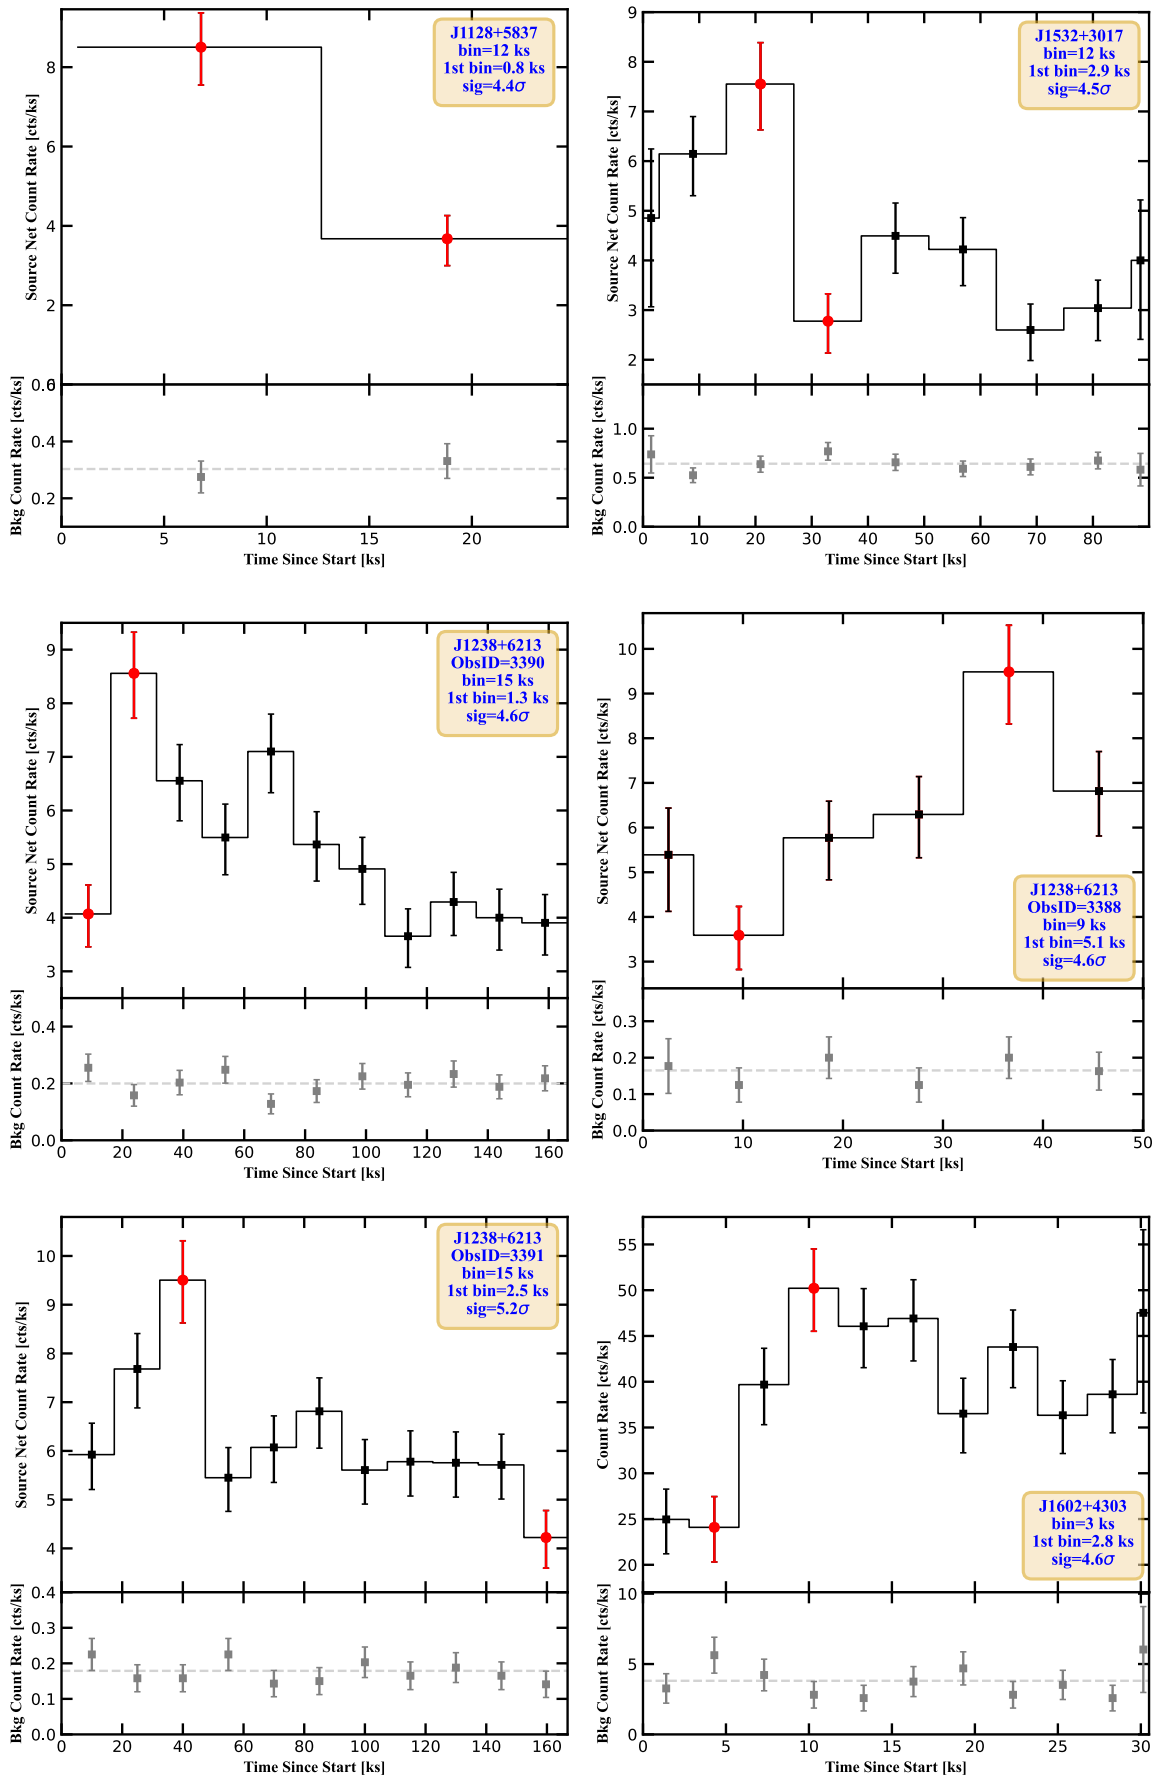 J1128+5837
bin=12 ks
1st bin=0.8 ks
sig=4.4σ
Source Net Count Rate [cts/ks]
8
6
4
2
0.6
0.4
0.2
Bkg Count Rate [cts/ks]
0 5 10 15 20
Time Since Start [ks]
J1532+3017
bin=12 ks
1st bin=2.9 ks
sig=4.5σ
Source Net Count Rate [cts/ks]
9
8
7
6
5
4
3
2
1.0
0.5
0.0
Bkg Count Rate [cts/ks]
0 10 20 30 40 50 60 70 80
Time Since Start [ks]
J1238+6213
ObsID=3390
bin=15 ks
1st bin=1.3 ks
sig=4.6σ
Source Net Count Rate [cts/ks]
9
8
7
6
5
4
3
0.4
0.2
0.0
Bkg Count Rate [cts/ks]
0 20 40 60 80 100 120 140 160
Time Since Start [ks]
J1238+6213
ObsID=3388
bin=9 ks
1st bin=5.1 ks
sig=4.6σ
Source Net Count Rate [cts/ks]
10
9
8
7
6
5
4
3
0.3
0.2
0.1
0.0
Bkg Count Rate [cts/ks]
0 10 20 30 40 50
Time Since Start [ks]
J1238+6213
ObsID=3391
bin=15 ks
1st bin=2.5 ks
sig=5.2σ
Source Net Count Rate [cts/ks]
10
9
8
7
6
5
4
0.4
0.3
0.2
0.1
0.0
Bkg Count Rate [cts/ks]
0 20 40 60 80 100 120 140 160
Time Since Start [ks]
J1602+4303
bin=3 ks
1st bin=2.8 ks
sig=4.6σ
Count Rate [cts/ks]
55
50
45
40
35
30
25
20
10
5
0
Bkg Count Rate [cts/ks]
0 5 10 15 20 25 30
Time Since Start [ks]